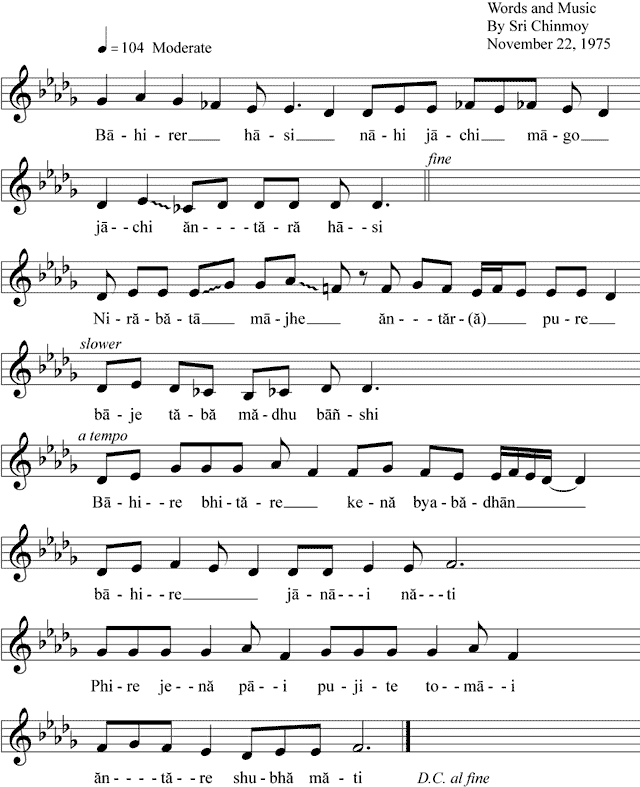 Words and Music
By Sri Chinmoy
November 22, 1975
♩ = 104 Moderate
Bā - hi - rer___ hā - si___ nā - hi jā - chi mā - go___
fine
jā - - chi ăn - - - - tă - ră hā - si
Ni - ră - bă - tā___ mā - jhe___ ăn - - - tăr - (ă)___ pu - re___
slower
bā - je tă - bă mă - dhu bāñ - shi
a tempo
Bā - hi - re bhi - tă - re___ ke - nă bya - bă - dhān___
bā - hi - re___ jā - nā - - - i nă - - - ti
Phi - re je - - nă pā - - i pu - ji - te to - mā - - i
ăn - - - - tă - - re shu - bhă mă - ti
D.C. al fine